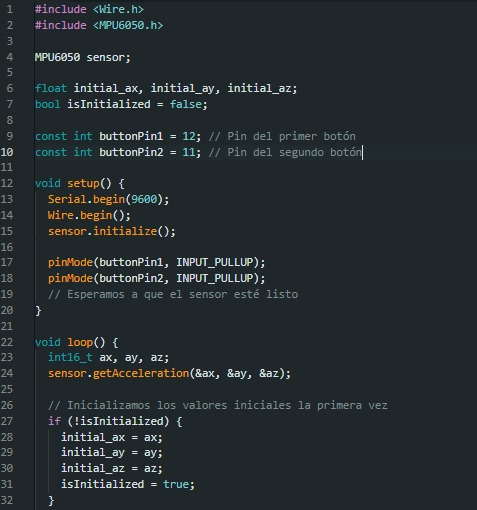 1 #include <Wire.h>
2 #include <MPU6050.h>
3
4 MPU6050 sensor;
5
6 float initial_ax, initial_ay, initial_az;
7 bool isInitialized = false;
8
9 const int buttonPin1 = 12; // Pin del primer botón
10 const int buttonPin2 = 11; // Pin del segundo botón
11
12 void setup() {
13   Serial.begin(9600);
14   Wire.begin();
15   sensor.initialize();
16
17   pinMode(buttonPin1, INPUT_PULLUP);
18   pinMode(buttonPin2, INPUT_PULLUP);
19   // Esperamos a que el sensor esté listo
20 }
21
22 void loop() {
23   int16_t ax, ay, az;
24   sensor.getAcceleration(&ax, &ay, &az);
25
26   // Inicializamos los valores iniciales la primera vez
27   if (!isInitialized) {
28     initial_ax = ax;
29     initial_ay = ay;
30     initial_az = az;
31     isInitialized = true;
32   }